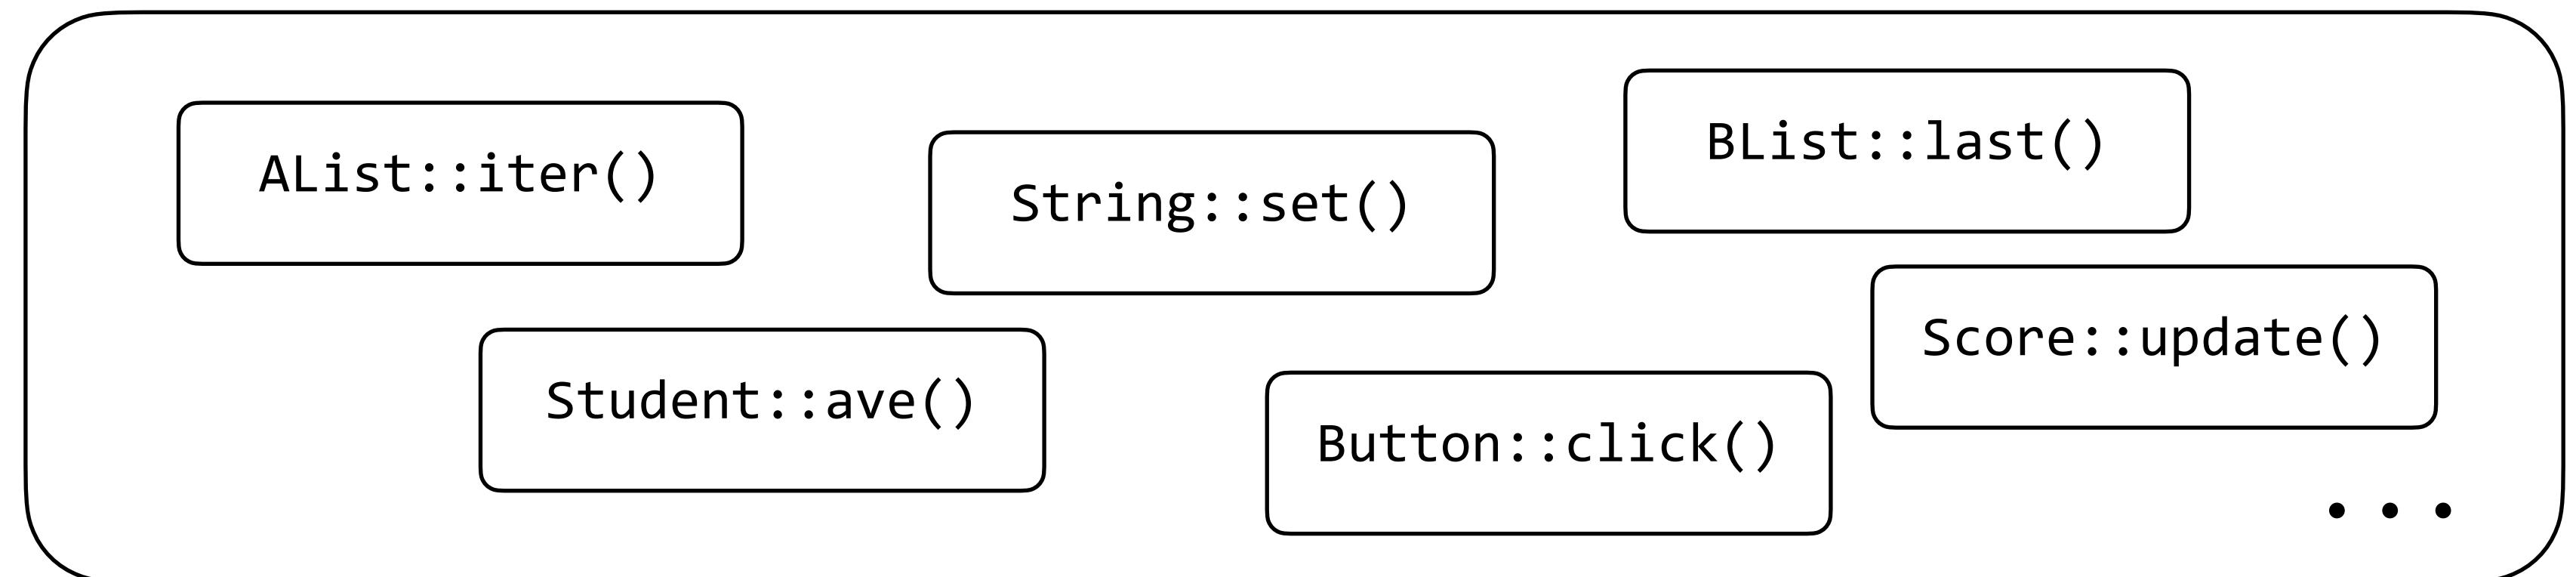 AList::iter()
String::set()
BList::last()
Student::ave()
Button::click()
Score::update()
...